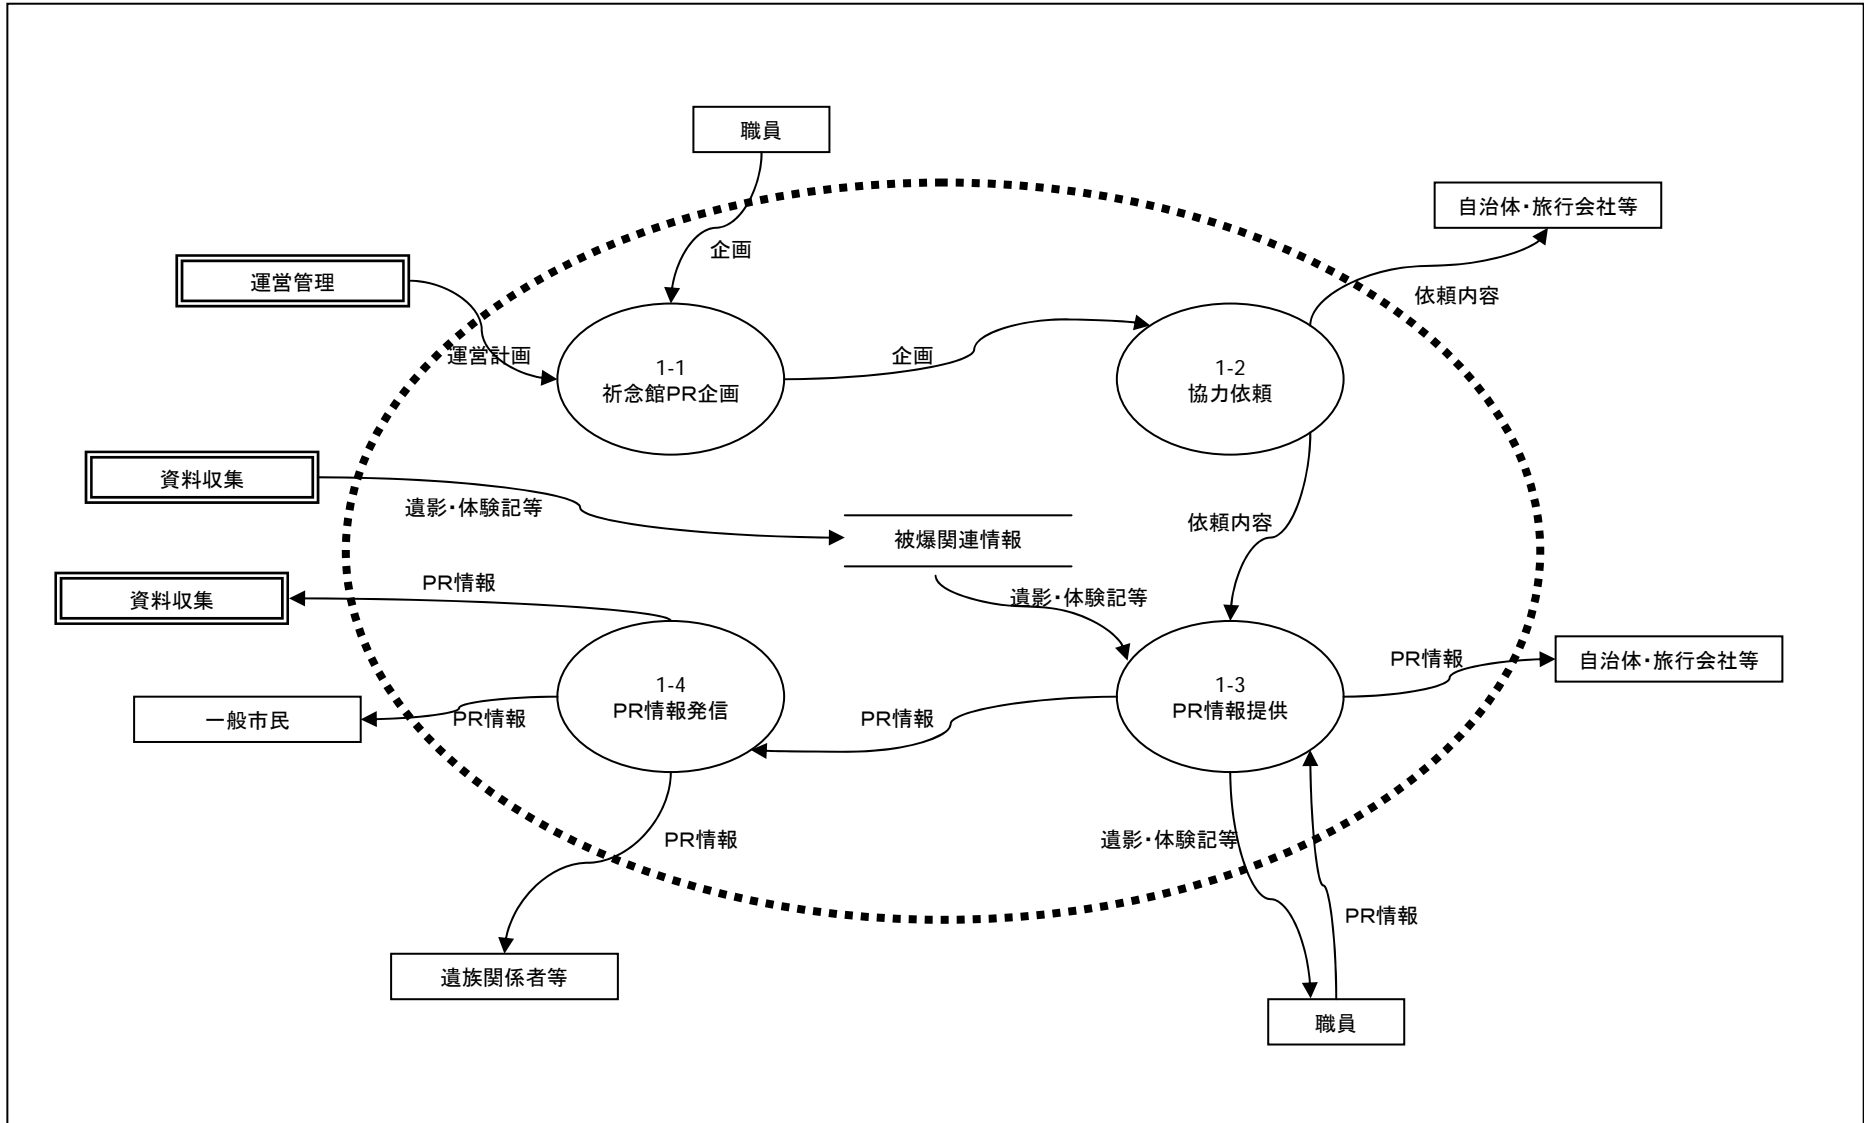 職員
自治体・旅行会社等
企画
運営管理
依頼内容
運営計画
1-1
祈念館PR企画
企画
1-2
協力依頼
資料収集
遺影・体験記等
依頼内容
被爆関連情報
資料収集
PR情報
遺影・体験記等
1-4
PR情報発信
1-3
PR情報提供
PR情報
自治体・旅行会社等
一般市民
PR情報
PR情報
PR情報
遺影・体験記等
PR情報
遺族関係者等
職員